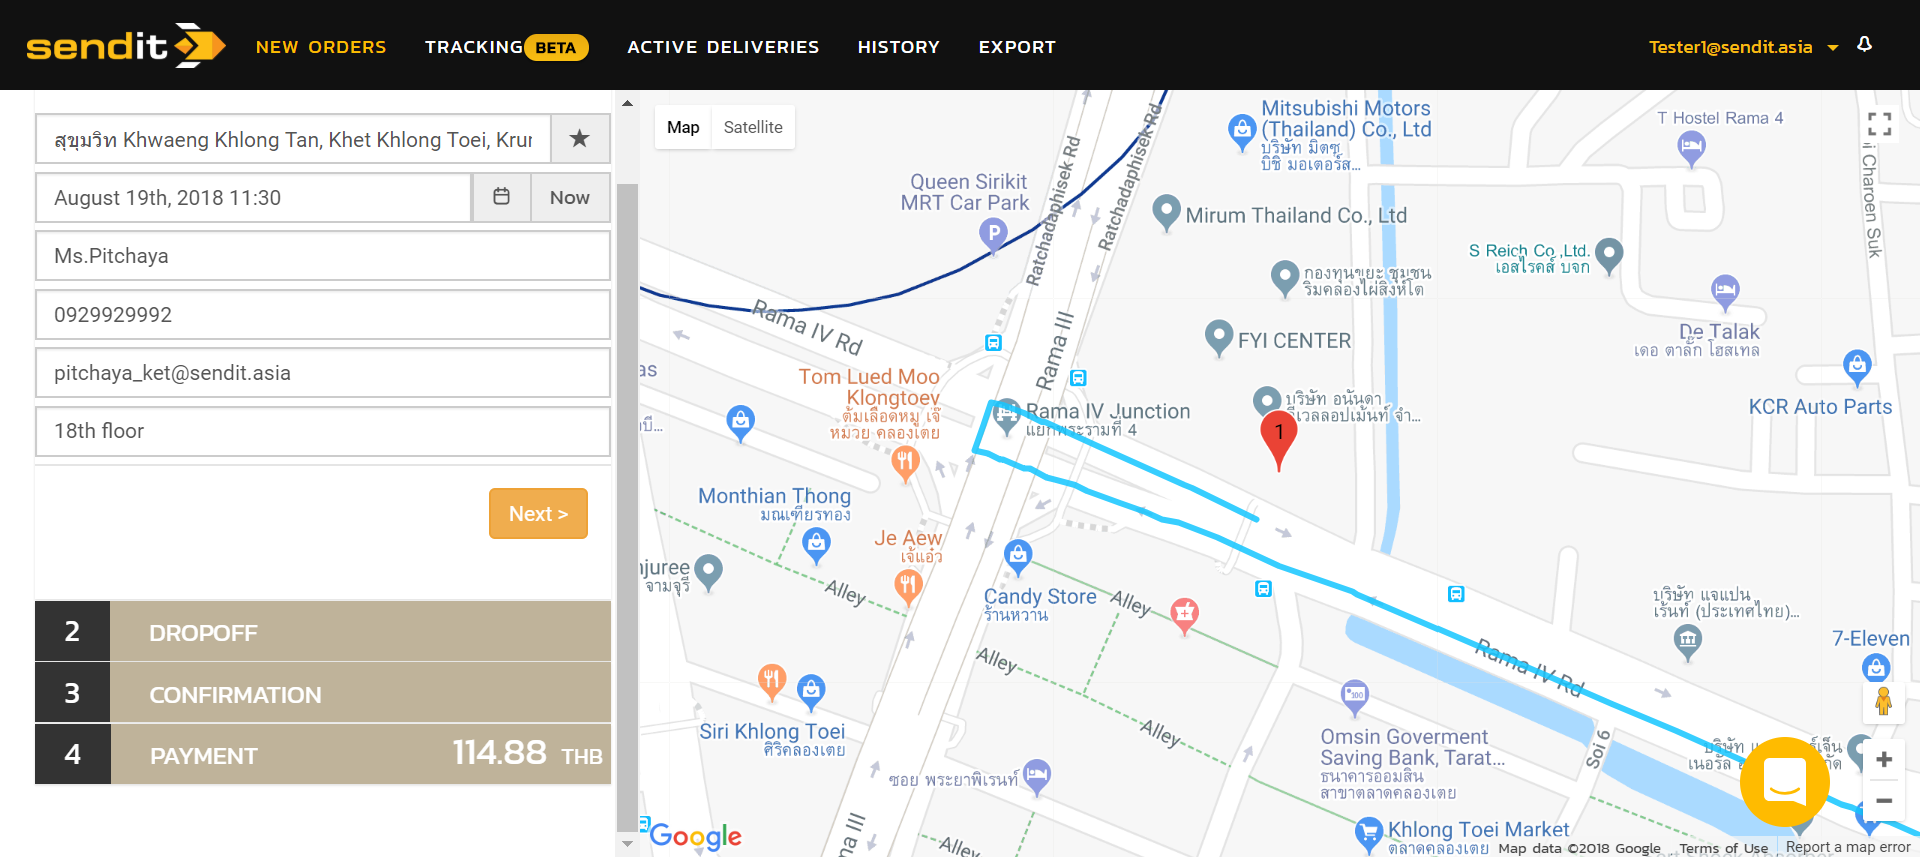 sendit
NEW ORDERS
TRACKING BETA
ACTIVE DELIVERIES
HISTORY
EXPORT
Tester1@sendit.asia
สุขุมวิท Khwaeng Khlong Tan, Khet Khlong Toei, Krun
★
August 19th, 2018 11:30
Now
Ms.Pitchaya
0929929992
pitchaya_ket@sendit.asia
18th floor
Next >
2 DROPOFF
3 CONFIRMATION
4 PAYMENT 114.88 THB
Map
Satellite
Mitsubishi Motors
(Thailand) Co., Ltd
บริษัท มิตซู
บิชิ มอเตอร์ส...
T Hostel Rama 4
Queen Sirikit
MRT Car Park
P
Ratchadaphisek Rd
Ratchadaphisek Rd
Mirum Thailand Co., Ltd
i Charoen Suk
S Reich Co.,Ltd.
เอสไรคส์ บจก
กองทุนขยะ ชุมชน
ริมคลองไผ่สิงห์โต
Rama IV Rd
Rama III
FYI CENTER
De Talak
เดอ ตาลัก โฮสเทล
as
Tom Lued Moo
Klongtoey
ต้มเลือดหมู เจ๊
หมวย คลองเตย
บริษัท อนันดา
Rama IV Junction
แยกพระรามที่ 4
1
KCR Auto Parts
Monthian Thong
มณเฑียรทอง
Je Aew
เจ้แอ๋ว
จามจุรี
Alley
Candy Store
ร้านหวาน
Alley
Alley
Alley
Alley
บริษัท แจแปน
เร้นท์ (ประเทศไทย)...
7-Eleven
Rama IV Rd
Siri Khlong Toei
ศิริคลองเตย
Omsin Goverment
Saving Bank, Tarat...
ธนาคารออมสิน
สาขาตลาดคลองเตย
Soi 6
ซอย พระยาพิเรนท์
ma III
Khlong Toei Market
ตลาดคลองเตย
Google
Map data ©2018 Google
Terms of Use
Report a map error